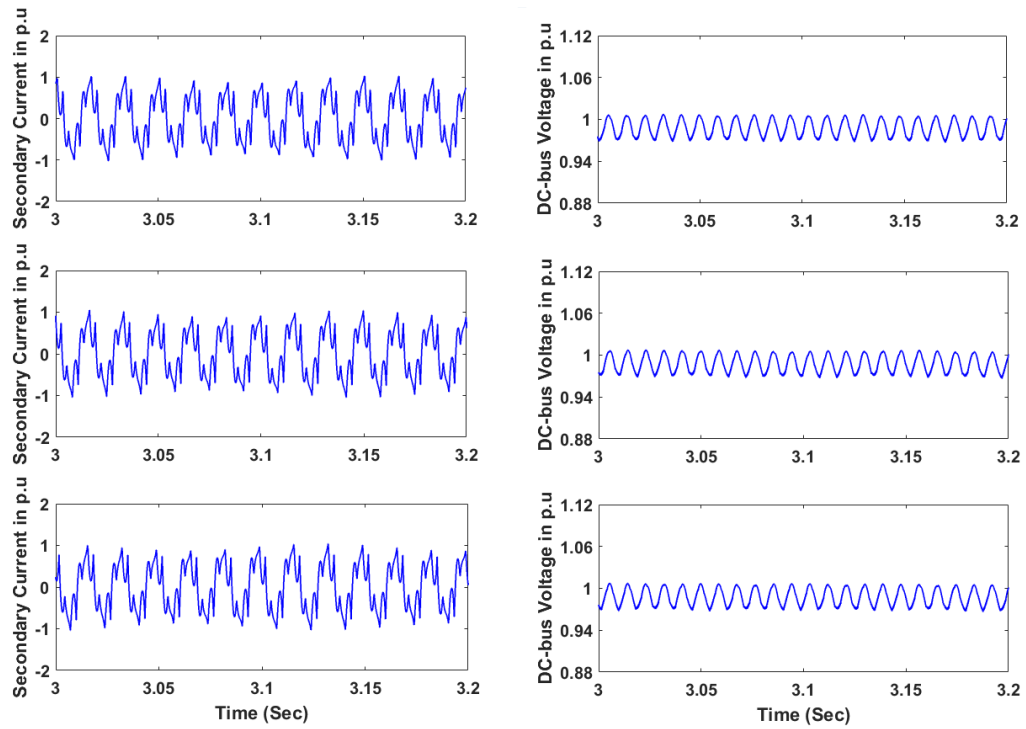 Secondary Current in p.u
2
1
0
-1
-2
3 3.05 3.1 3.15 3.2
DC-bus Voltage in p.u
1.12
1.06
1
0.94
0.88
3 3.05 3.1 3.15 3.2
Secondary Current in p.u
2
1
0
-1
-2
3 3.05 3.1 3.15 3.2
DC-bus Voltage in p.u
1.12
1.06
1
0.94
0.88
3 3.05 3.1 3.15 3.2
Secondary Current in p.u
2
1
0
-1
-2
3 3.05 3.1 3.15 3.2
Time (Sec)
DC-bus Voltage in p.u
1.12
1.06
1
0.94
0.88
3 3.05 3.1 3.15 3.2
Time (Sec)